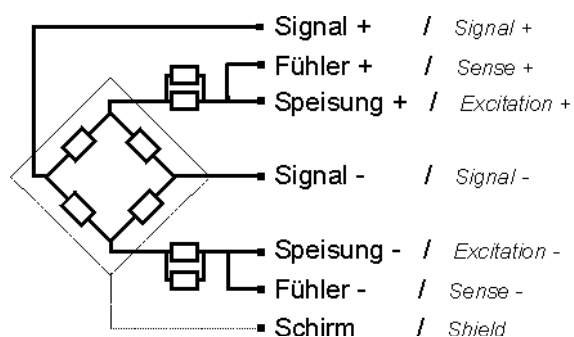 Signal + / Signal +
Fühler + / Sense +
Speisung + / Excitation +
Signal - / Signal -
Speisung - / Excitation -
Fühler - / Sense -
Schirm / Shield